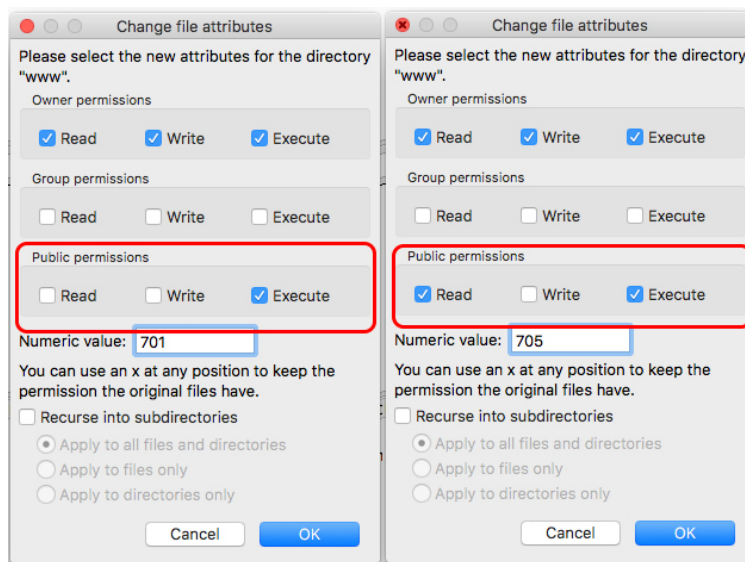 Change file attributes
Please select the new attributes for the directory
"www".
Owner permissions
Read Write Execute
Group permissions
Read Write Execute
Public permissions
Read Write Execute
Numeric value: 701
You can use an x at any position to keep the
permission the original files have.
Recurse into subdirectories
Apply to all files and directories
Apply to files only
Apply to directories only
Cancel OK
Change file attributes
Please select the new attributes for the directory
"www".
Owner permissions
Read Write Execute
Group permissions
Read Write Execute
Public permissions
Read Write Execute
Numeric value: 705
You can use an x at any position to keep the
permission the original files have.
Recurse into subdirectories
Apply to all files and directories
Apply to files only
Apply to directories only
Cancel OK